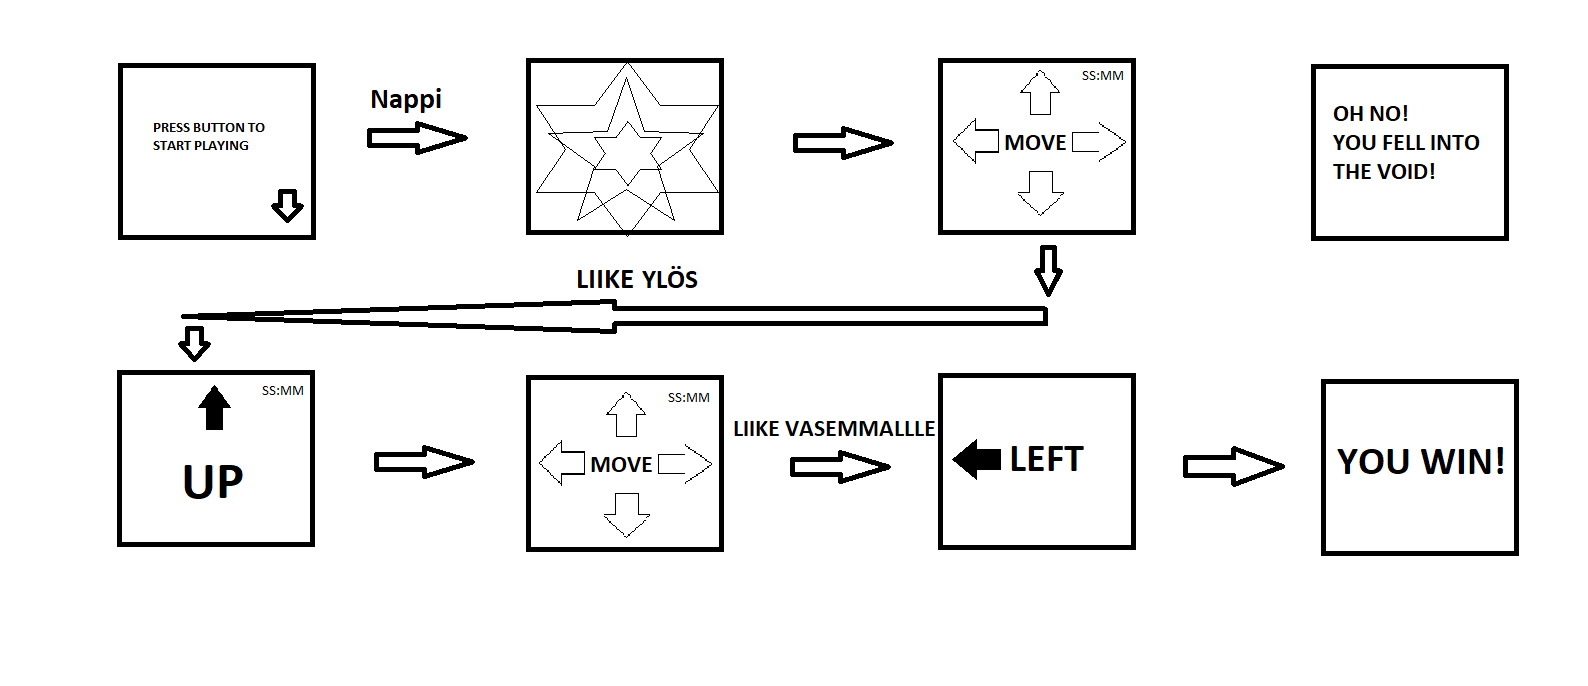 PRESS BUTTON TO
START PLAYING
Nappi
SS:MM
MOVE
OH NO!
YOU FELL INTO
THE VOID!
LIIKE YLÖS
SS:MM
UP
SS:MM
MOVE
LIIKE VASEMMALLLE
LEFT
YOU WIN!